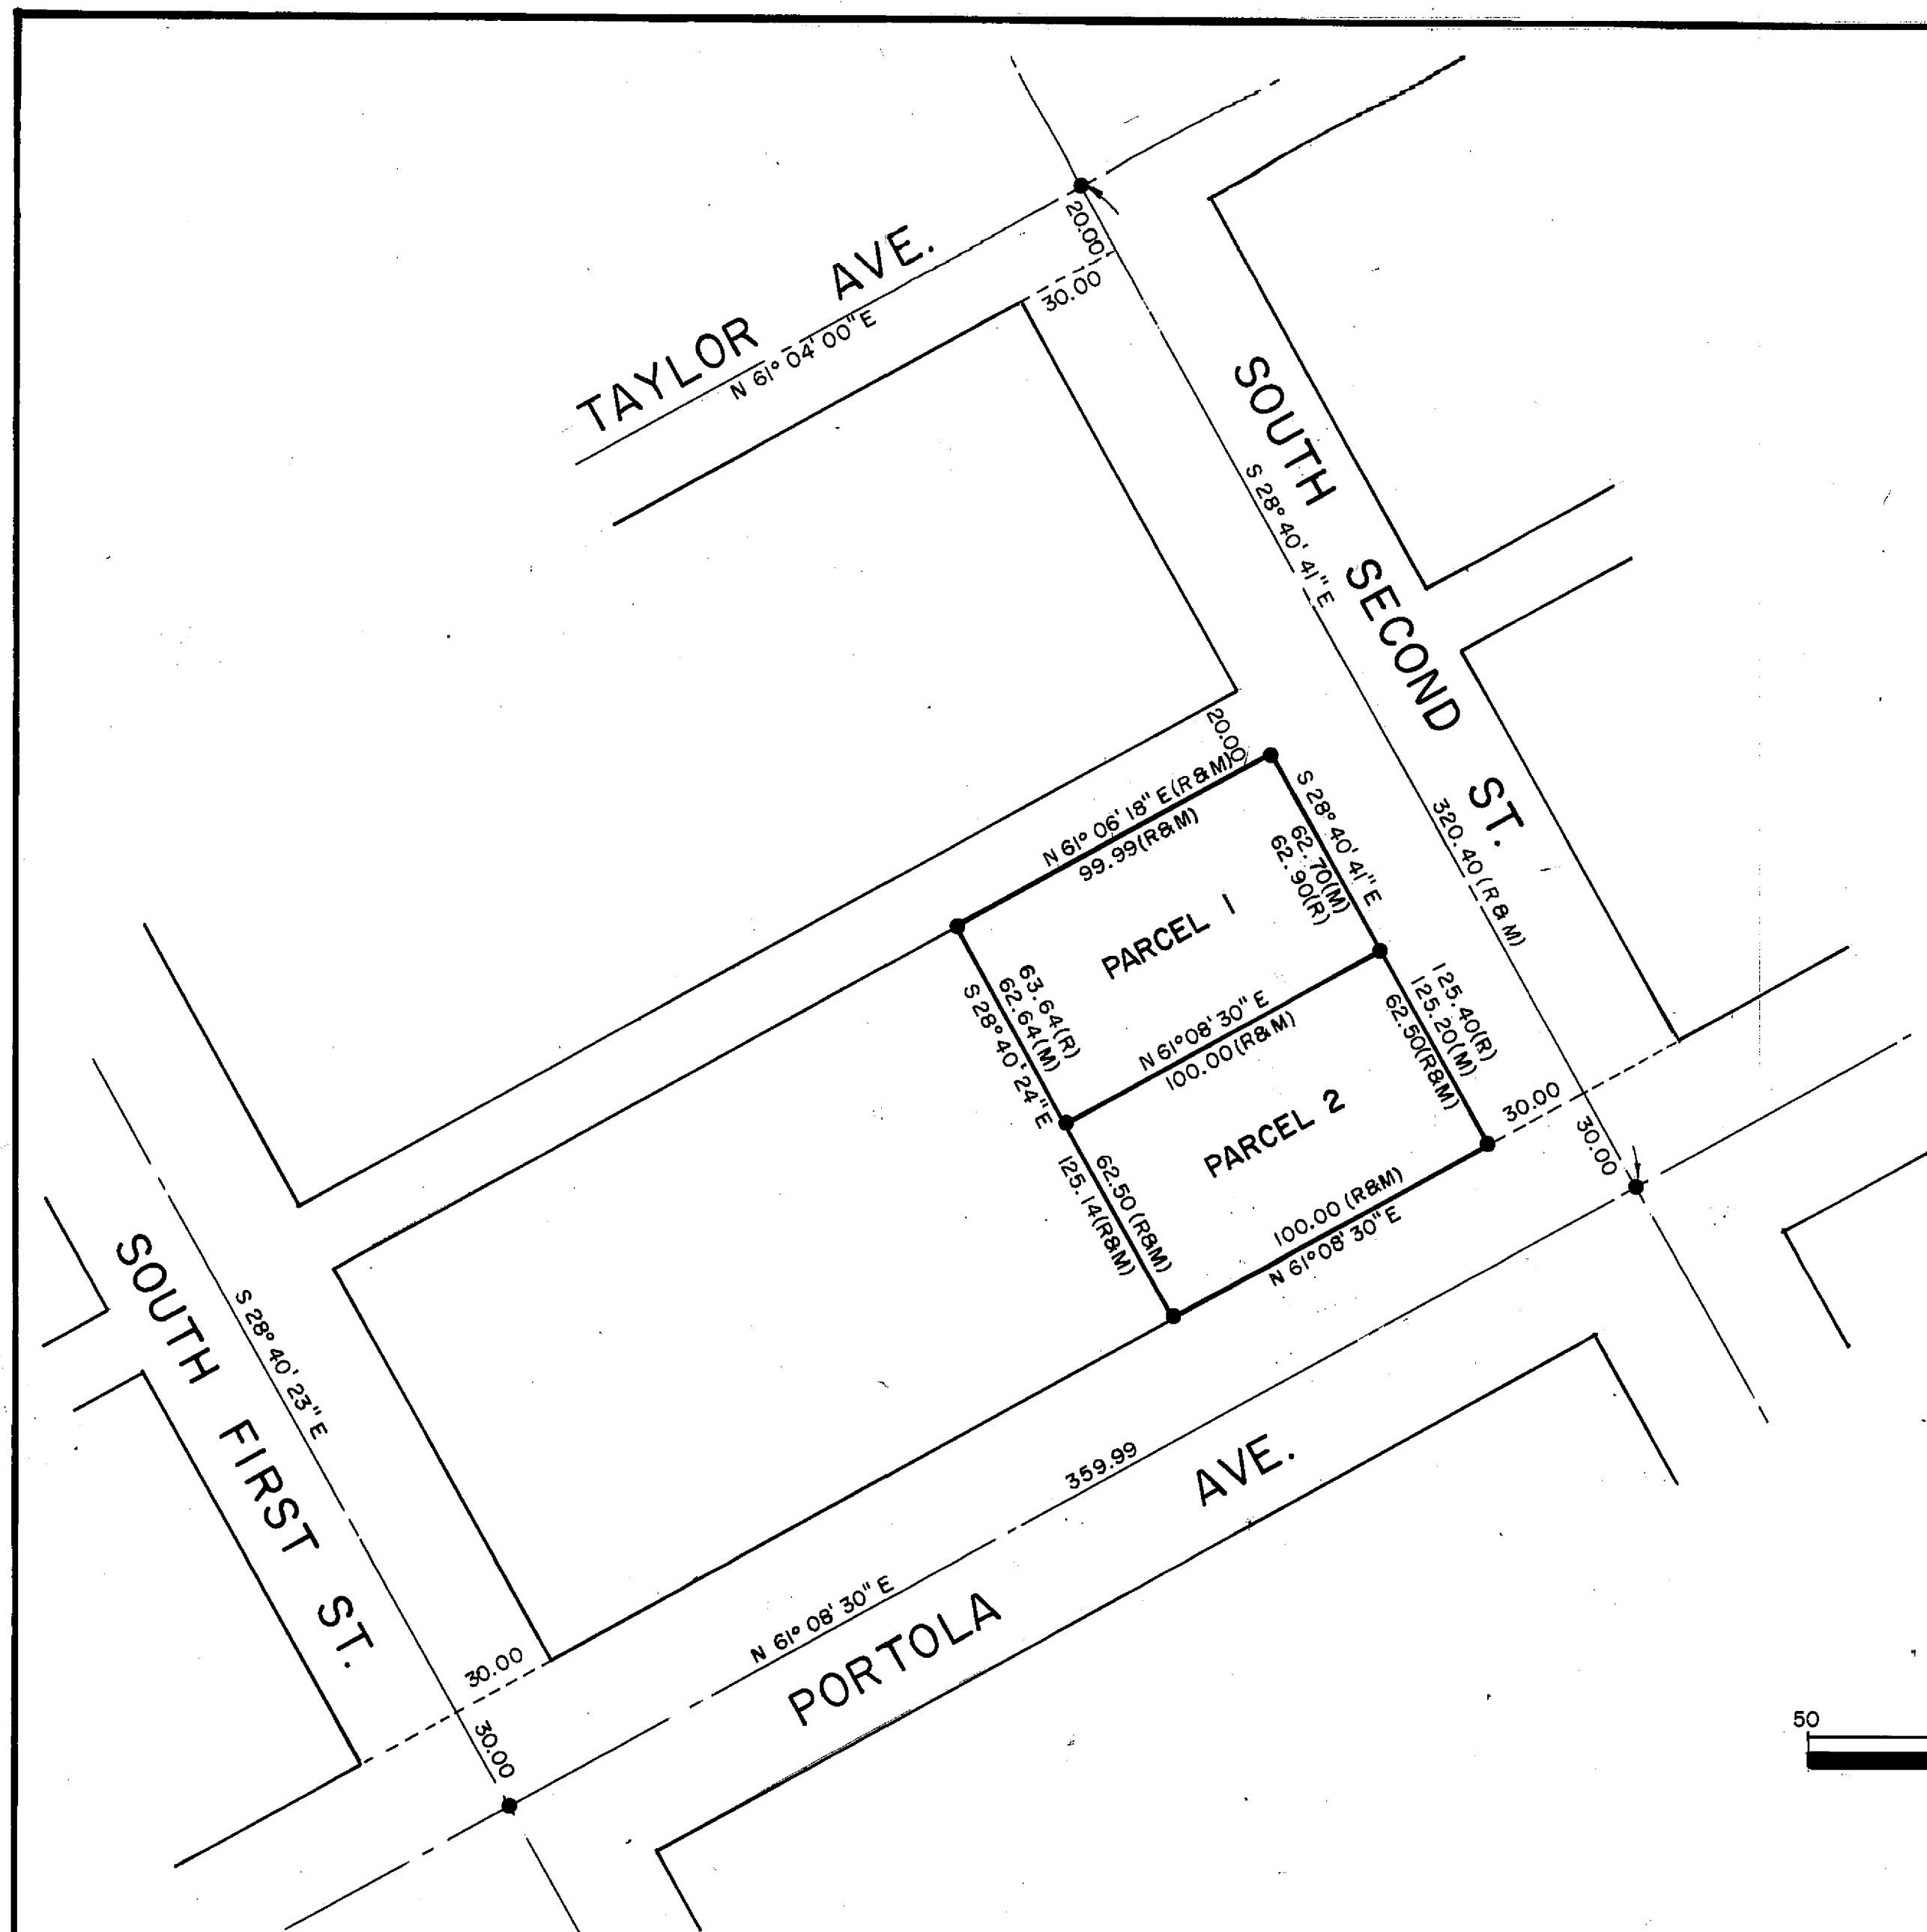 TAYLOR AVE.
N 61° 04' 00" E
20.00
30.00
SOUTH SECOND ST.
S 28° 40' 41" E
320.40 (R & M)
20.00
N 61° 06' 18" E (R & M)
99.99 (R&M)
S 28° 40' 41" E
62.70 (M)
62.90 (R)
PARCEL 1
63.64 (R)
62.64 (M)
S 28° 40' 24" E
N 61° 08' 30" E
100.00 (R&M)
125.40 (R)
125.20 (M)
62.50 (R&M)
PARCEL 2
30.00
30.00
62.50 (R&M)
125.14 (R&M)
100.00 (R&M)
N 61° 08' 30" E
SOUTH FIRST ST.
S 28° 40' 23" E
359.99
N 61° 08' 30" E
PORTOLA AVE.
30.00
30.00
50